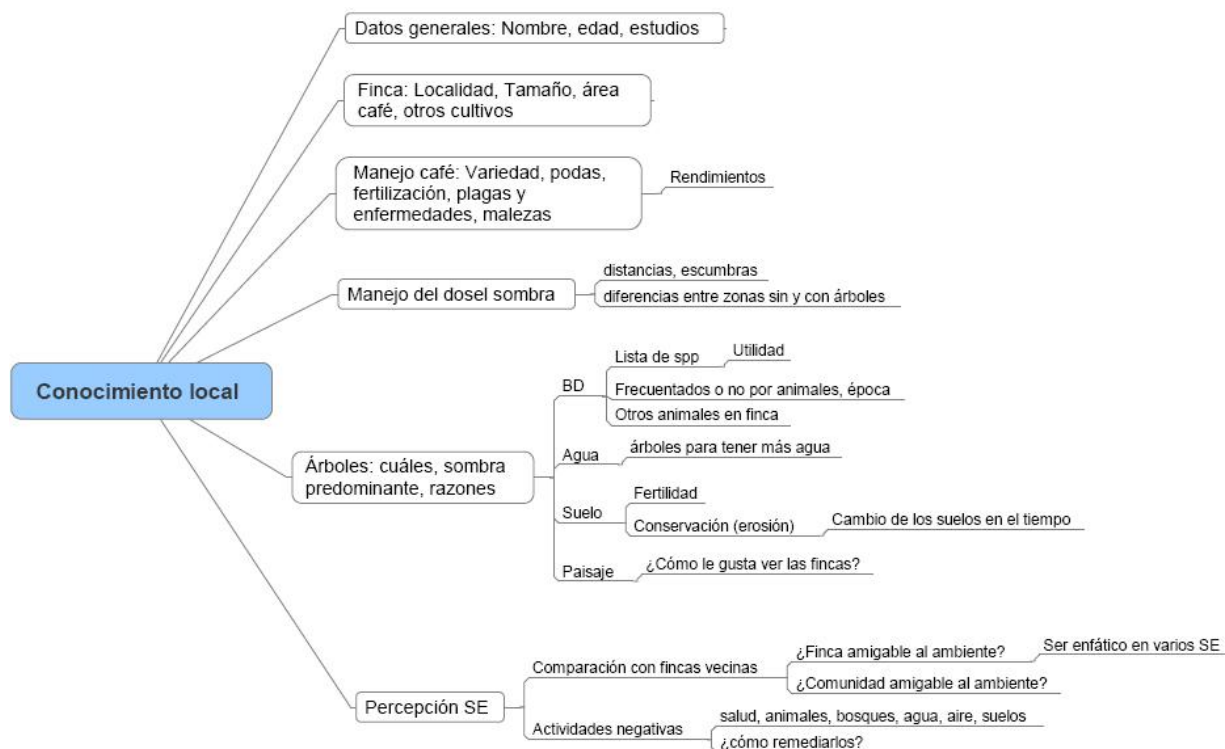 Datos generales: Nombre, edad, estudios
Finca: Localidad, Tamaño, área
café, otros cultivos
Manejo café: Variedad, podas,
fertilización, plagas y
enfermedades, malezas
Rendimientos
Manejo del dosel sombra
distancias, escumbras
diferencias entre zonas sin y con árboles
Conocimiento local
Árboles: cuáles, sombra
predominante, razones
BD
Lista de spp
Utilidad
Frecuentados o no por animales, época
Otros animales en finca
Agua
árboles para tener más agua
Suelo
Fertilidad
Conservación (erosión)
Cambio de los suelos en el tiempo
Paisaje
¿Cómo le gusta ver las fincas?
Percepción SE
Comparación con fincas vecinas
¿Finca amigable al ambiente?
Ser enfático en varios SE
¿Comunidad amigable al ambiente?
Actividades negativas
salud, animales, bosques, agua, aire, suelos
¿cómo remediarlos?